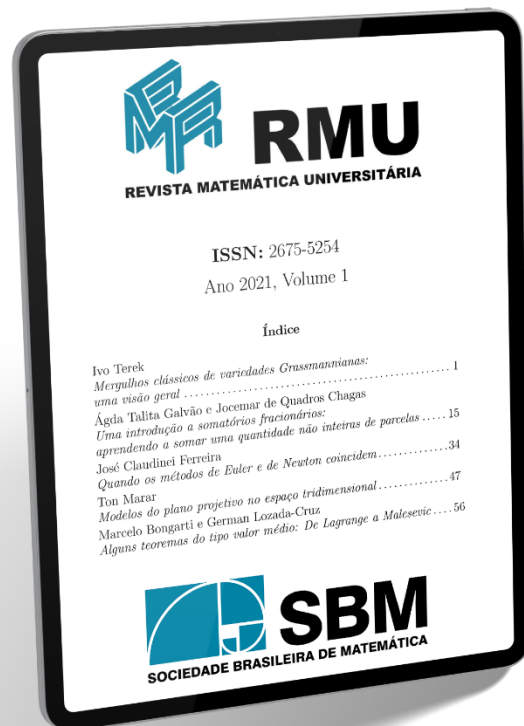 RMU
REVISTA MATEMÁTICA UNIVERSITÁRIA
ISSN: 2675-5254
Ano 2021, Volume 1
Índice
Ivo Terek
Mergulhos clássicos de variedades Grassmannianas:
uma visão geral .................................................... 1
Ágda Talita Galvão e Jocemar de Quadros Chagas
Uma introdução a somatórios fracionários:
aprendendo a somar uma quantidade não inteiras de parcelas ..... 15
José Claudinei Ferreira
Quando os métodos de Euler e de Newton coincidem..............34
Ton Marar
Modelos do plano projetivo no espaço tridimensional..............47
Marcelo Bongarti e German Lozada-Cruz
Alguns teoremas do tipo valor médio: De Lagrange a Malesevic ....56
SBM
SOCIEDADE BRASILEIRA DE MATEMÁTICA